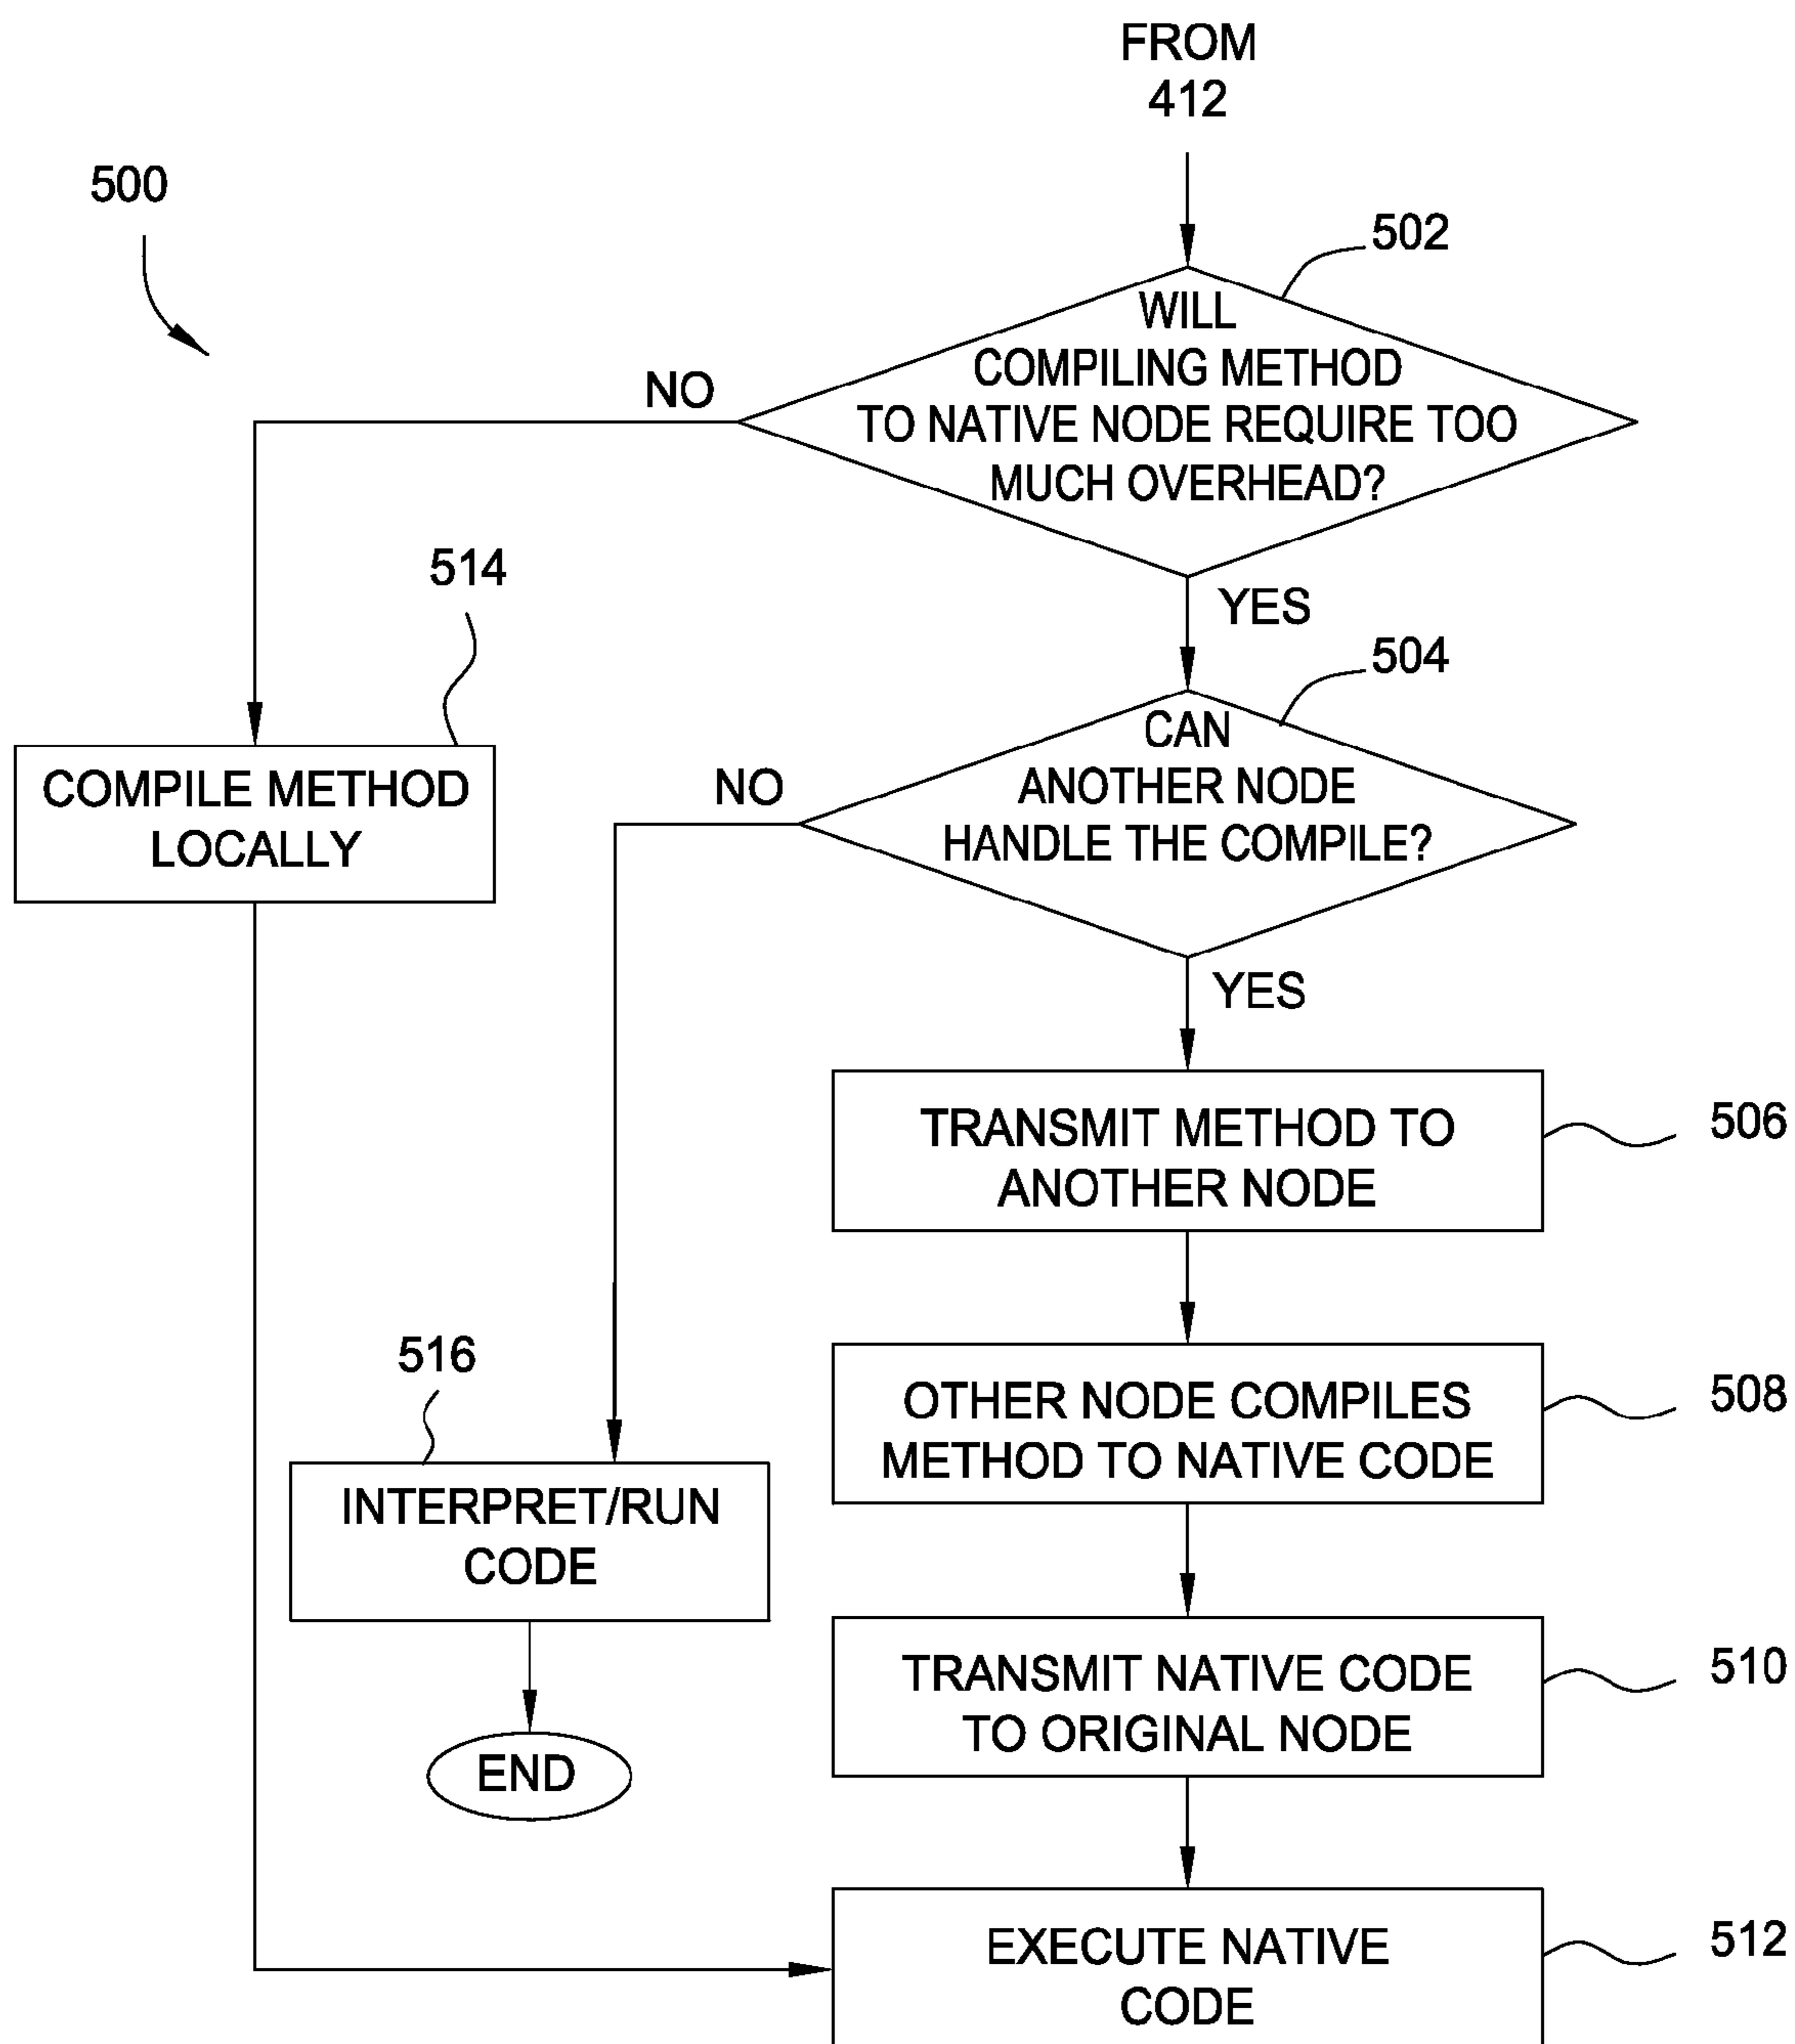 FROM
412
500
502
WILL
COMPILING METHOD
TO NATIVE NODE REQUIRE TOO
MUCH OVERHEAD?
NO
YES
514
504
COMPILE METHOD
LOCALLY
CAN
ANOTHER NODE
HANDLE THE COMPILE?
NO
YES
TRANSMIT METHOD TO
ANOTHER NODE
506
516
OTHER NODE COMPILES
METHOD TO NATIVE CODE
508
INTERPRET/RUN
CODE
TRANSMIT NATIVE CODE
TO ORIGINAL NODE
510
END
EXECUTE NATIVE
CODE
512